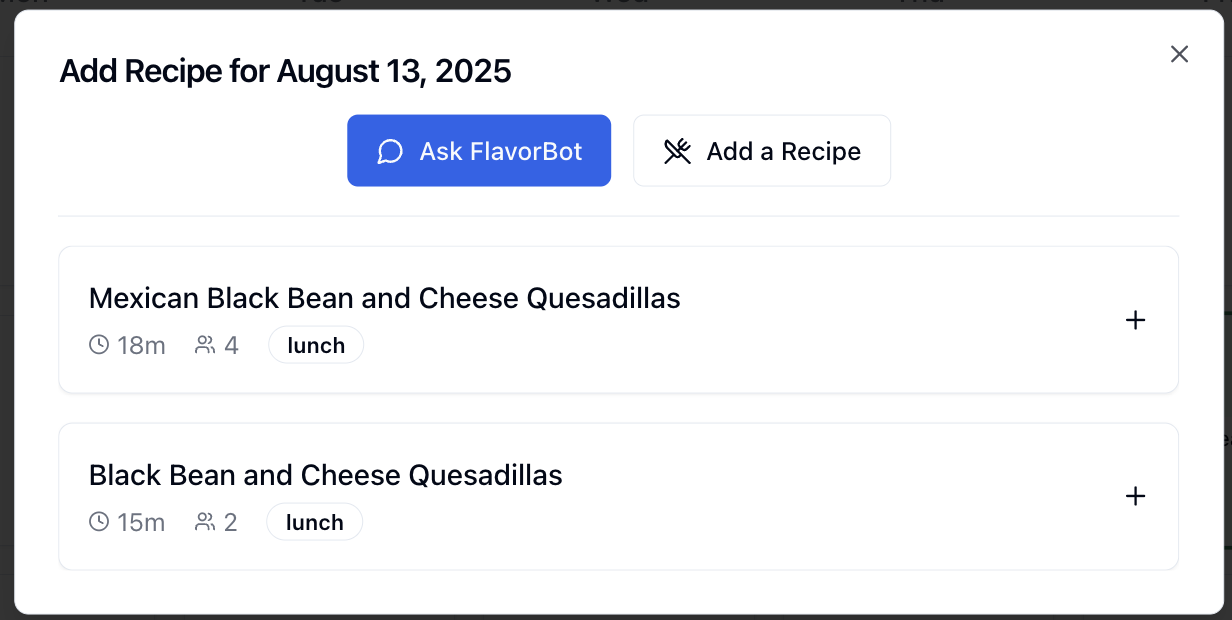 Add Recipe for August 13, 2025
Ask FlavorBot
Add a Recipe
Mexican Black Bean and Cheese Quesadillas
18m 4 lunch
Black Bean and Cheese Quesadillas
15m 2 lunch